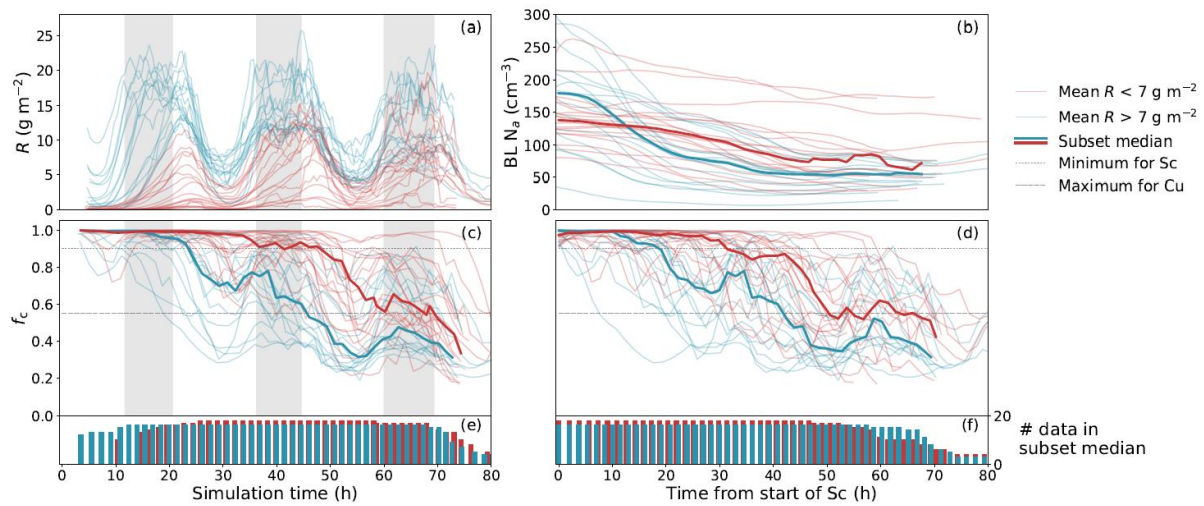 (a)
25
20
15
10
5
0
R (g m⁻²)
(b)
300
250
200
150
100
50
0
BL Nₐ (cm⁻³)
Mean R < 7 g m⁻²
Mean R > 7 g m⁻²
Subset median
Minimum for Sc
Maximum for Cu
(c)
1.0
0.8
0.6
0.4
0.2
0.0
f_c
(d)
(e)
0 10 20 30 40 50 60 70 80
Simulation time (h)
(f)
20
0
# data in
subset median
0 10 20 30 40 50 60 70 80
Time from start of Sc (h)